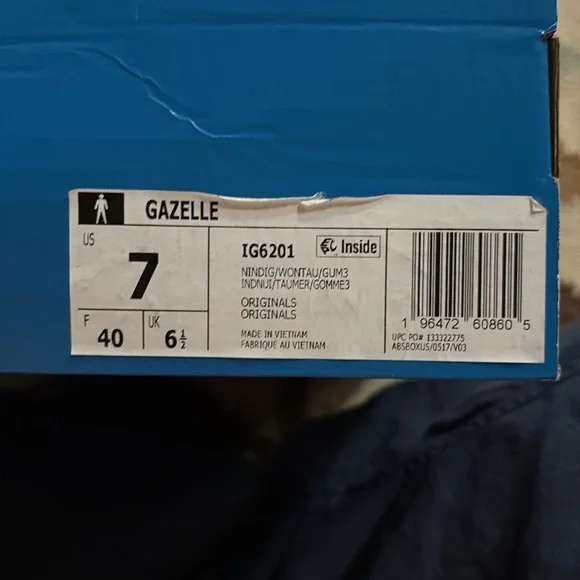 GAZELLE
US
7
F
40
UK
6½
IG6201
Inside
NINDIG/WONTAU/GUM3
INDNUI/TAUMER/GOMME3
ORIGINALS
ORIGINALS
MADE IN VIETNAM
FABRIQUE AU VIETNAM
1 96472 60860 5
UPC PO# 133322775
ABSBOXUS/0517/V03